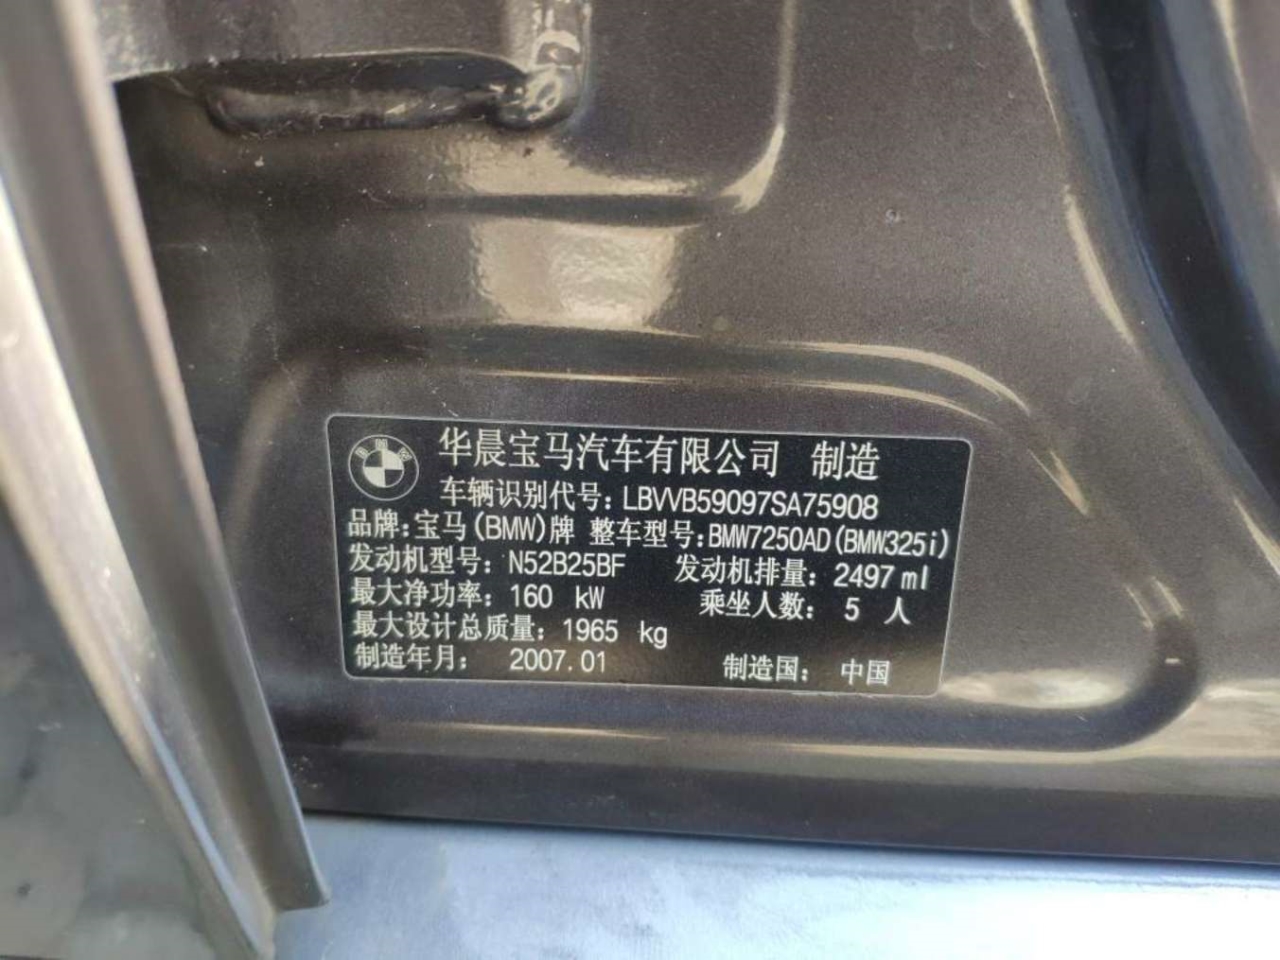 华晨宝马汽车有限公司 制造
车辆识别代号：LBVVB59097SA75908
品牌：宝马(BMW)牌 整车型号：BMW7250AD(BMW325i)
发动机型号：N52B25BF 发动机排量：2497ml
最大净功率：160 kW 乘坐人数：5 人
最大设计总质量：1965 kg
制造年月：2007.01 制造国：中国